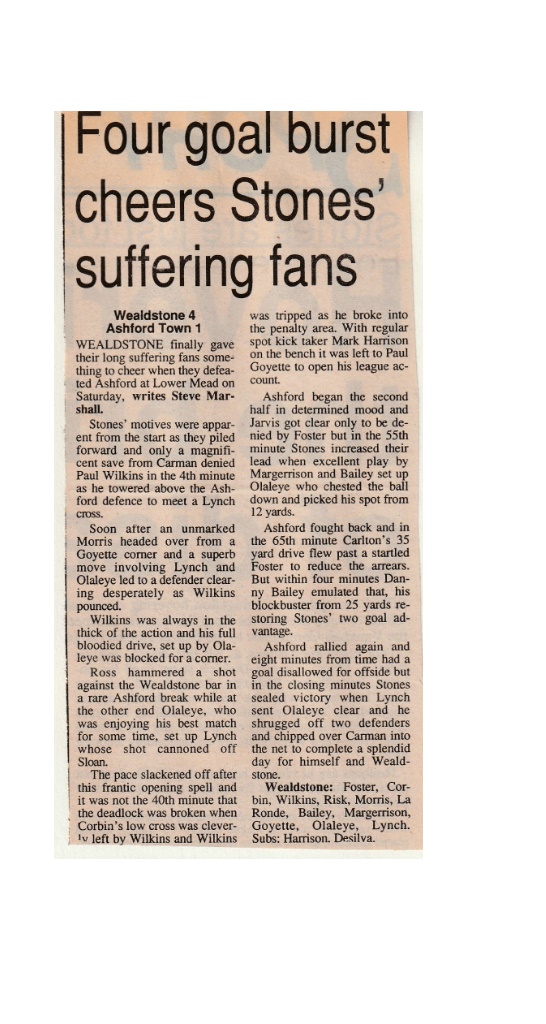 Four goal burst
cheers Stones'
suffering fans
Wealdstone 4
Ashford Town 1
WEALDSTONE finally gave
their long suffering fans some-
thing to cheer when they defea-
ted Ashford at Lower Mead on
Saturday, writes Steve Mar-
shall.
Stones' motives were appar-
ent from the start as they piled
forward and only a magnifi-
cent save from Carman denied
Paul Wilkins in the 4th minute
as he towered above the Ash-
ford defence to meet a Lynch
cross.
Soon after an unmarked
Morris headed over from a
Goyette corner and a superb
move involving Lynch and
Olaleye led to a defender clear-
ing desperately as Wilkins
pounced.
Wilkins was always in the
thick of the action and his full
bloodied drive, set up by Ola-
leye was blocked for a corner.
Ross hammered a shot
against the Wealdstone bar in
a rare Ashford break while at
the other end Olaleye, who
was enjoying his best match
for some time, set up Lynch
whose shot cannoned off
Sloan.
The pace slackened off after
this frantic opening spell and
it was not the 40th minute that
the deadlock was broken when
Corbin's low cross was clever-
ly left by Wilkins and Wilkins
was tripped as he broke into
the penalty area. With regular
spot kick taker Mark Harrison
on the bench it was left to Paul
Goyette to open his league ac-
count.
Ashford began the second
half in determined mood and
Jarvis got clear only to be de-
nied by Foster but in the 55th
minute Stones increased their
lead when excellent play by
Margerrison and Bailey set up
Olaleye who chested the ball
down and picked his spot from
12 yards.
Ashford fought back and in
the 65th minute Carlton's 35
yard drive flew past a startled
Foster to reduce the arrears.
But within four minutes Dan-
ny Bailey emulated that, his
blockbuster from 25 yards re-
storing Stones' two goal ad-
vantage.
Ashford rallied again and
eight minutes from time had a
goal disallowed for offside but
in the closing minutes Stones
sealed victory when Lynch
sent Olaleye clear and he
shrugged off two defenders
and chipped over Carman into
the net to complete a splendid
day for himself and Weald-
stone.
Wealdstone: Foster, Cor-
bin, Wilkins, Risk, Morris, La
Ronde, Bailey, Margerrison,
Goyette, Olaleye, Lynch.
Subs: Harrison. Desilva.